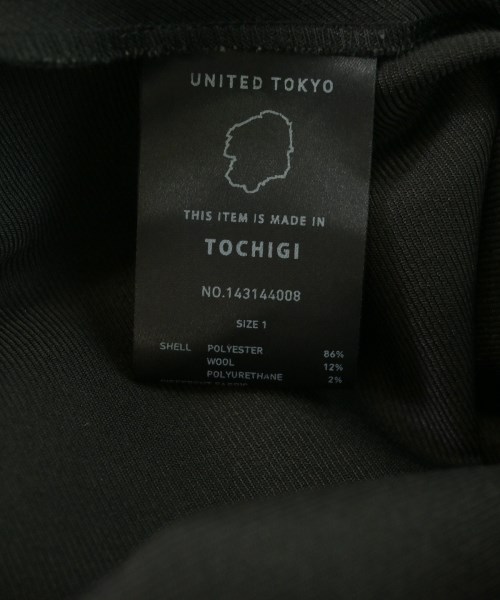 UNITED TOKYO
THIS ITEM IS MADE IN
TOCHIGI
NO.143144008
SIZE 1
SHELL POLYESTER 86%
WOOL 12%
POLYURETHANE 2%